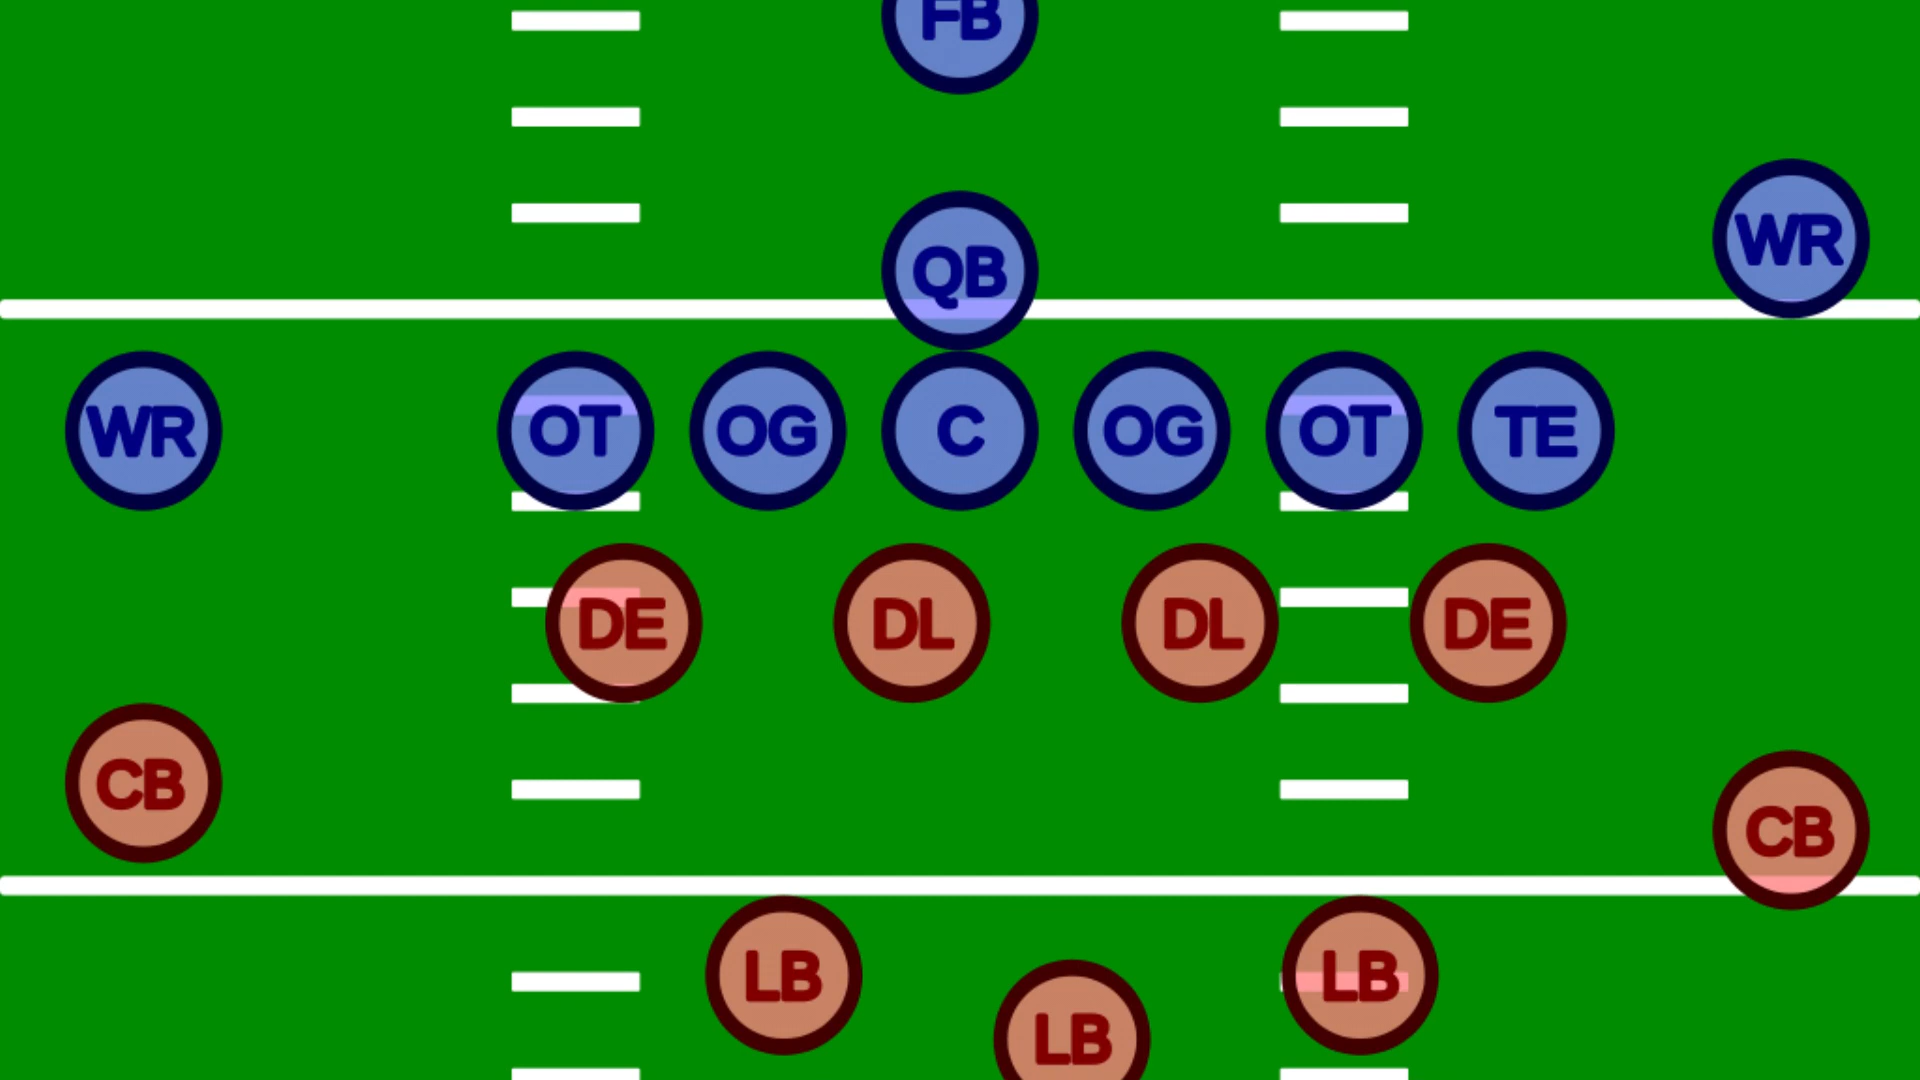 FB
WR
QB
WR OT OG C OG OT TE
DE DL DL DE
CB
CB
LB LB
LB